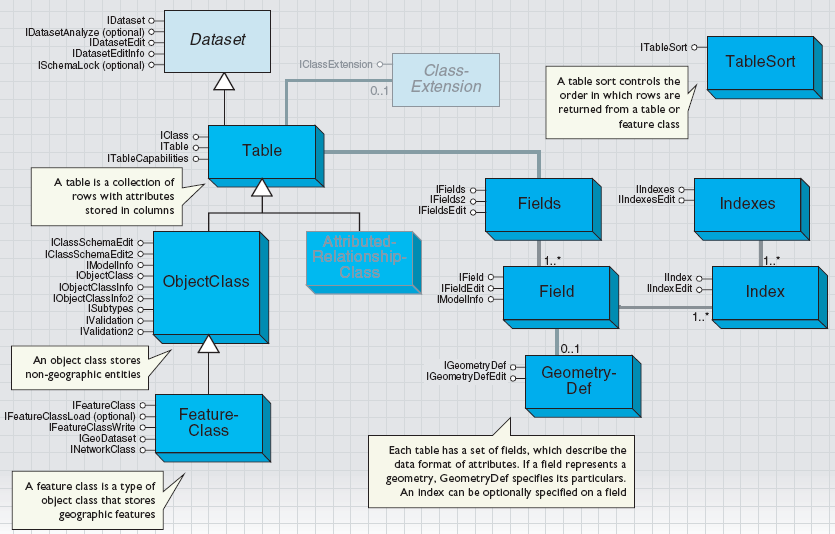 IDataset
IDatasetAnalyze (optional)
IDatasetEdit
IDatasetEditInfo
ISchemaLock (optional)
Dataset
IClassExtension
Class-
Extension
0..1
ITableSort
TableSort
A table sort controls the
order in which rows are
returned from a table or
feature class
IClass
ITable
ITableCapabilities
Table
A table is a collection of
rows with attributes
stored in columns
IFields
IFields2
IFieldsEdit
Fields
IIndexes
IIndexesEdit
Indexes
IClassSchemaEdit
IClassSchemaEdit2
IModelInfo
IObjectClass
IObjectClassInfo
IObjectClassInfo2
ISubtypes
IValidation
IValidation2
ObjectClass
Attributed-
Relationship-
Class
1..*
IField
IFieldEdit
IModelInfo
Field
1..*
IIndex
IIndexEdit
Index
1..*
An object class stores
non-geographic entities
0..1
IGeometryDef
IGeometryDefEdit
Geometry-
Def
IFeatureClass
IFeatureClassLoad (optional)
IFeatureClassWrite
IGeoDataset
INetworkClass
Feature-
Class
Each table has a set of fields, which describe the
data format of attributes. If a field represents a
geometry, GeometryDef specifies its particulars.
An index can be optionally specified on a field
A feature class is a type of
object class that stores
geographic features